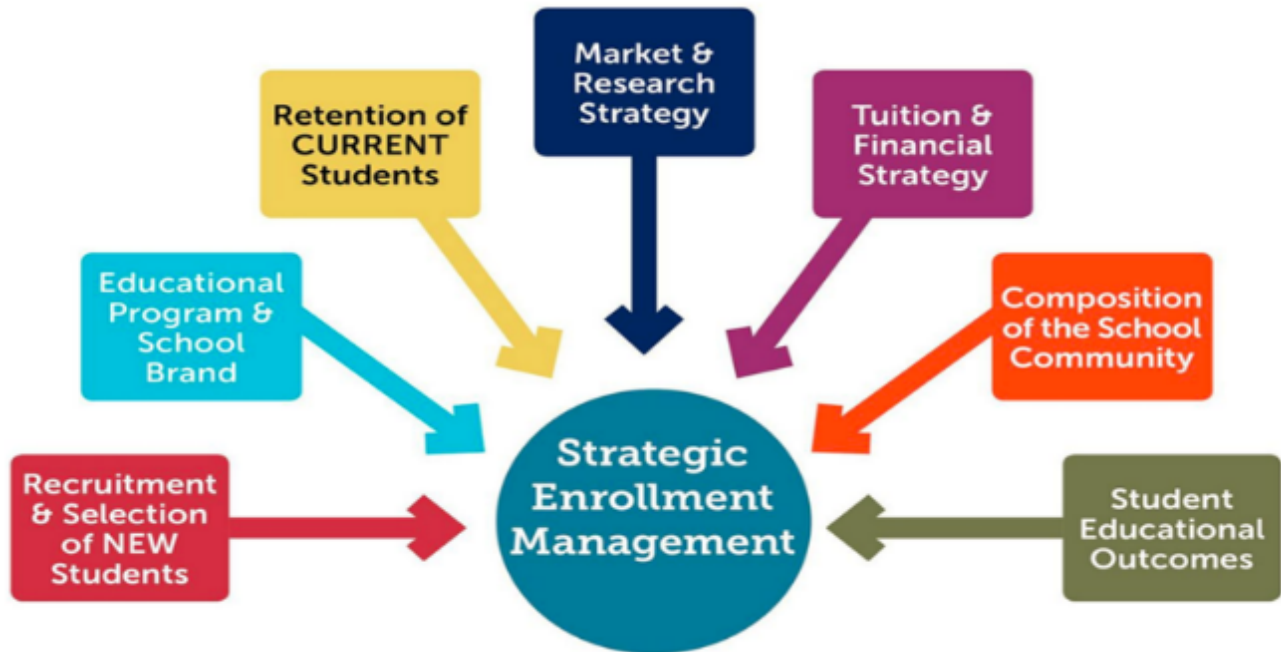 Market &
Research
Strategy
Retention of
CURRENT
Students
Tuition &
Financial
Strategy
Educational
Program &
School
Brand
Composition
of the School
Community
Recruitment
& Selection
of NEW
Students
Strategic
Enrollment
Management
Student
Educational
Outcomes